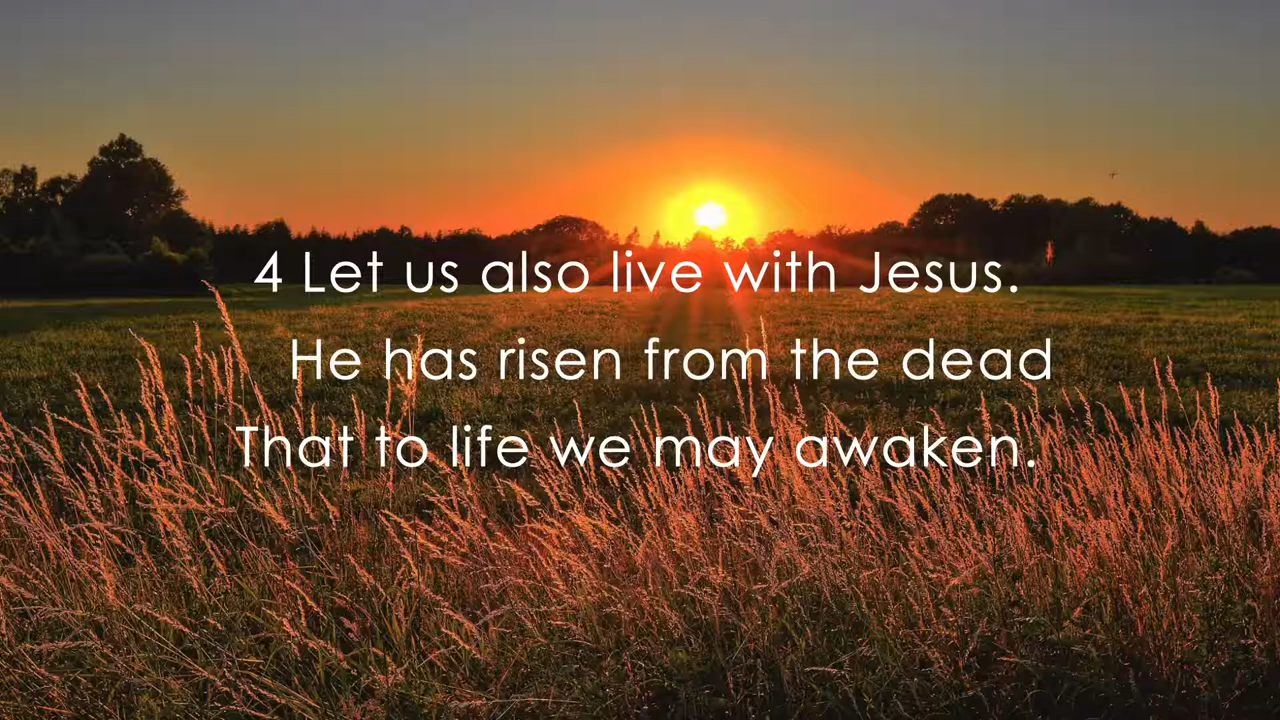 4 Let us also live with Jesus.
He has risen from the dead
That to life we may awaken.